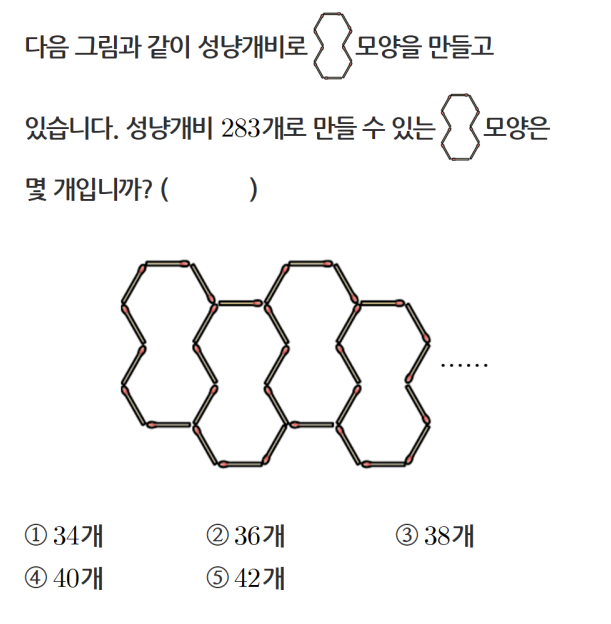 다음 그림과 같이 성냥개비로 모양을 만들고
있습니다. 성냥개비 283개로 만들 수 있는 모양은
몇 개입니까? ( )
……
① 34개 ② 36개 ③ 38개
④ 40개 ⑤ 42개